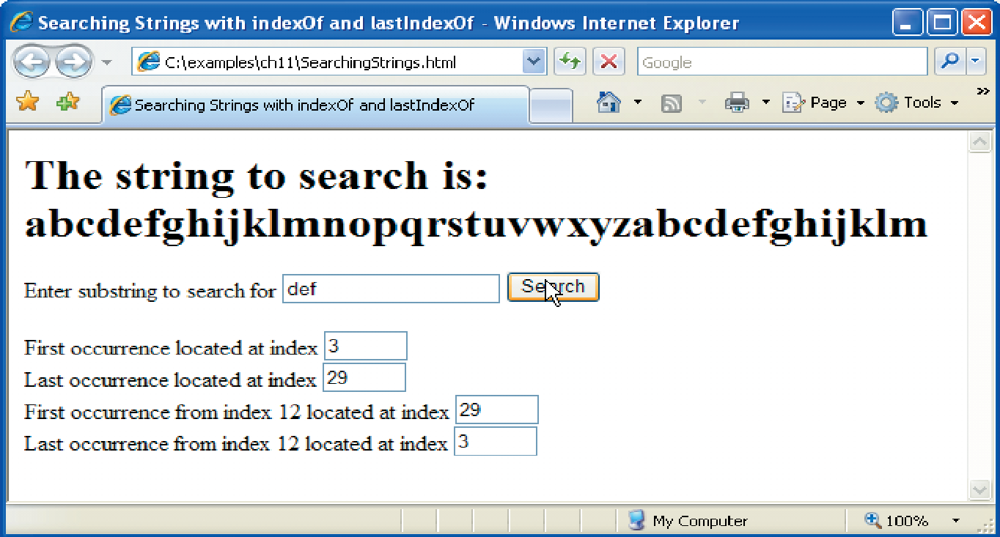 Searching Strings with indexOf and lastIndexOf - Windows Internet Explorer
C:\examples\ch11\SearchingStrings.html
Google
Searching Strings with indexOf and lastIndexOf
Page
Tools
»
The string to search is:
abcdefghijklmnopqrstuvwxyzabcdefghijklm
Enter substring to search for def Search
First occurrence located at index 3
Last occurrence located at index 29
First occurrence from index 12 located at index 29
Last occurrence from index 12 located at index 3
My Computer
100%